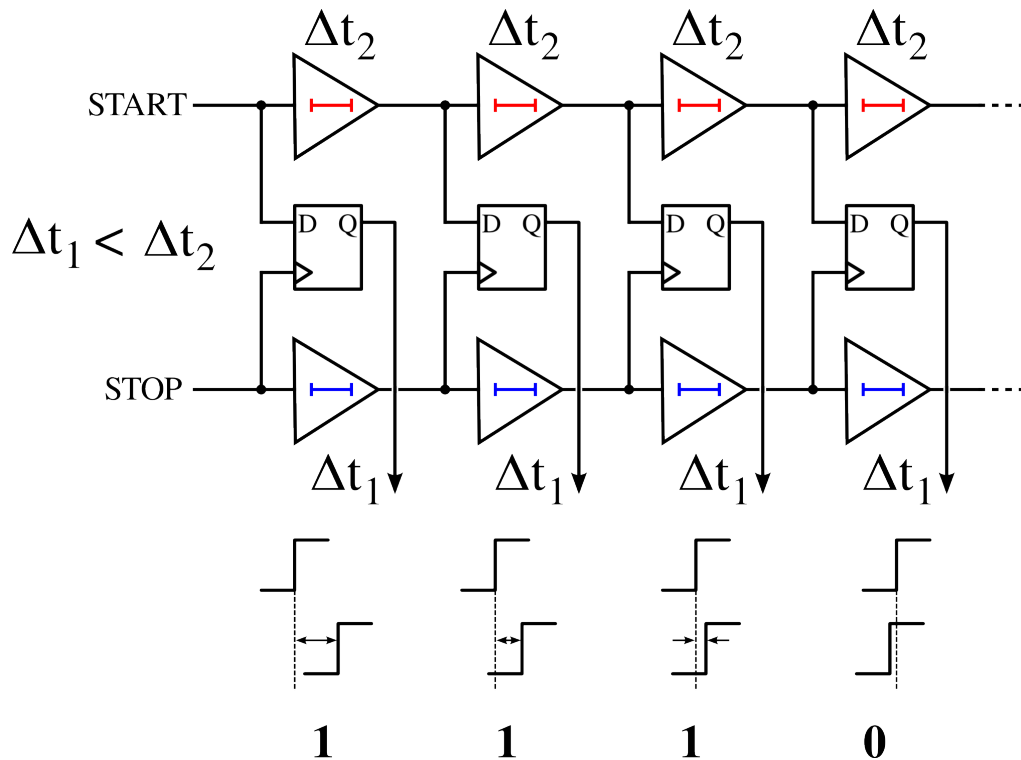 Δt₂ Δt₂ Δt₂ Δt₂
START
D Q D Q D Q D Q
Δt₁ < Δt₂
STOP
Δt₁ Δt₁ Δt₁ Δt₁
1 1 1 0